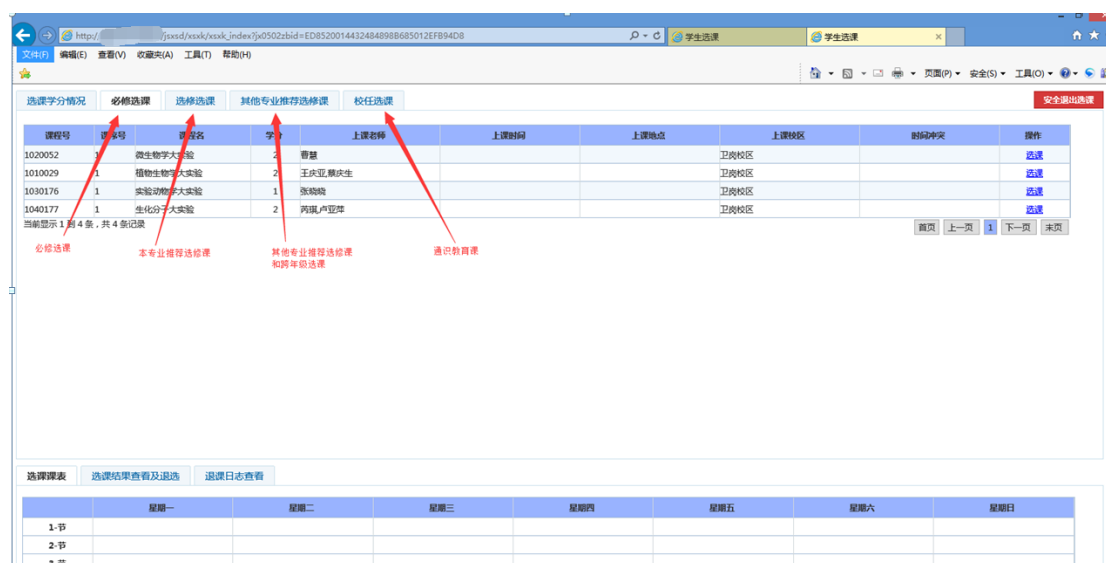 http:// /jsxsd/xsxk/xsxk_index?jx0502zbid=ED85200144324848988685012EFB94D8 学生选课 学生选课 ×
文件(F) 编辑(E) 查看(V) 收藏夹(A) 工具(T) 帮助(H)
页面(P) 安全(S) 工具(O)
选课学分情况 必修选课 选修选课 其他专业推荐选修课 校任选课 安全退出选课
课程号 课序号 课程名 学分 上课老师 上课时间 上课地点 上课校区 时间冲突 操作
1020052 1 微生物学大实验 2 曹慧 卫岗校区 选课
1010029 1 植物生物学大实验 2 王庆亚,蔡庆生 卫岗校区 选课
1030176 1 实验动物学大实验 1 张晓晓 卫岗校区 选课
1040177 1 生化分子大实验 2 芮琪,卢亚萍 卫岗校区 选课
当前显示 1 到 4 条，共 4 条记录 首页 上一页 1 下一页 末页
必修选课 本专业推荐选修课 其他专业推荐选修课 通识教育课
和跨年级选课
选课课表 选课结果查看及退选 退课日志查看
星期一 星期二 星期三 星期四 星期五 星期六 星期日
1-节
2-节